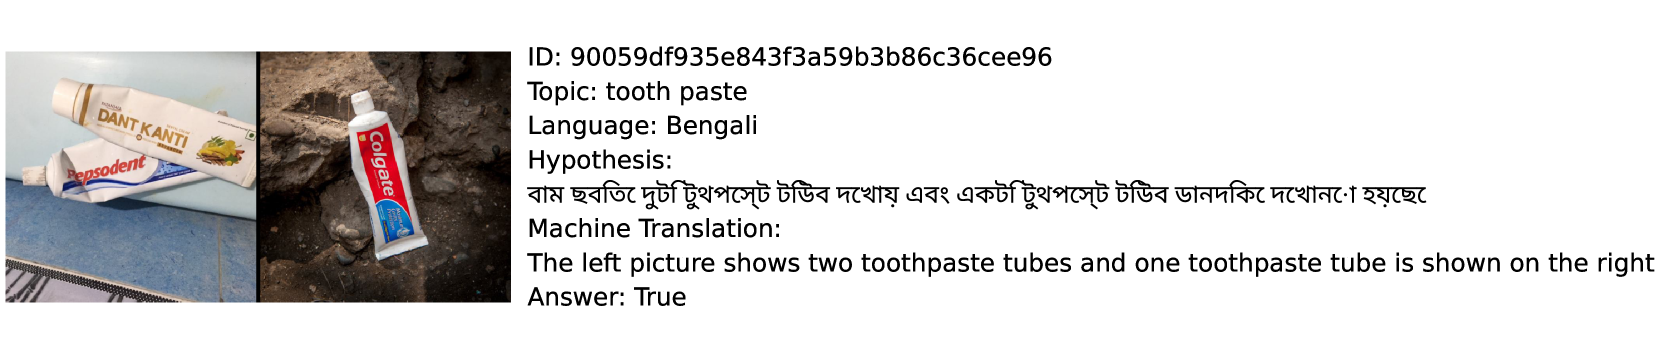 DANT KANTI
Pepsodent
Colgate
ID: 90059df935e843f3a59b3b86c36cee96
Topic: tooth paste
Language: Bengali
Hypothesis:
বাম ছবিতে দুটি টুথপেস্ট টিউব দেখায় এবং একটি টুথপেস্ট টিউব ডানদিকে দেখানো হয়েছে
Machine Translation:
The left picture shows two toothpaste tubes and one toothpaste tube is shown on the right
Answer: True